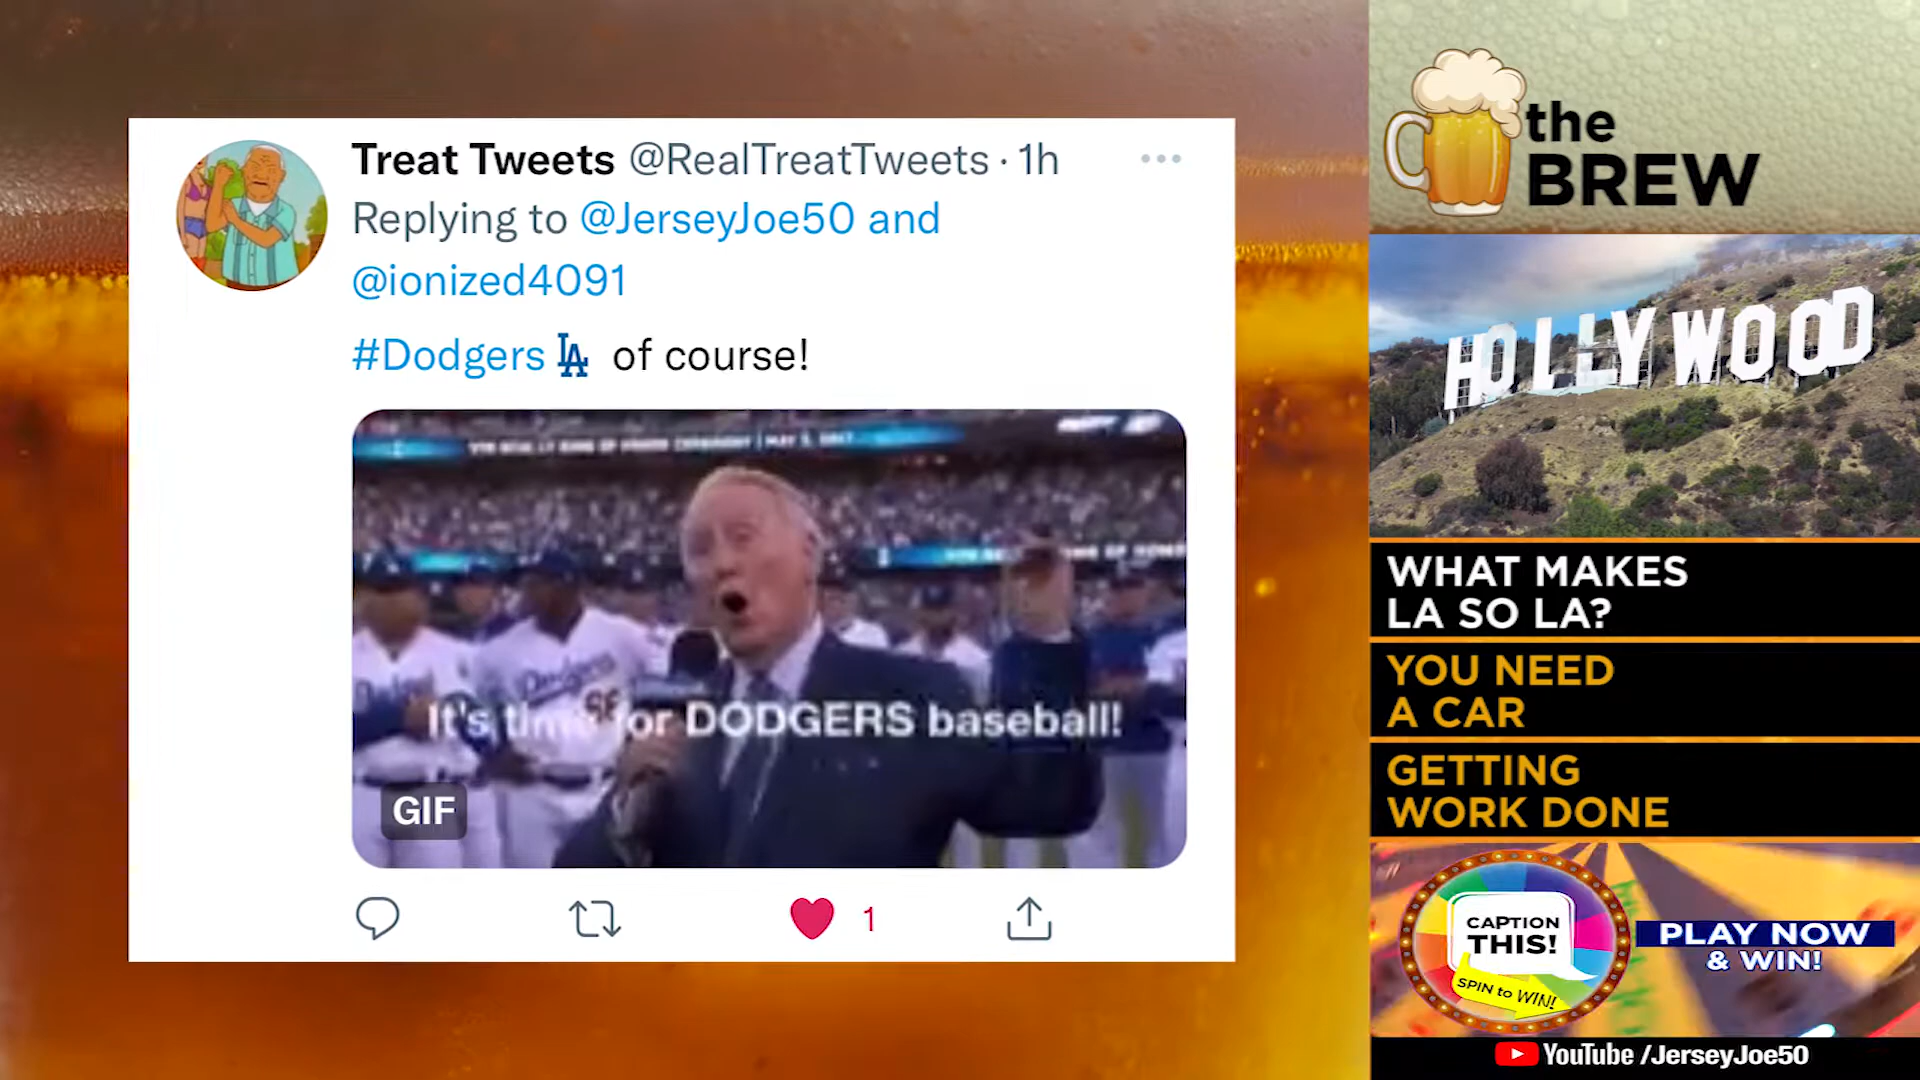 Treat Tweets @RealTreatTweets · 1h
Replying to @JerseyJoe50 and
@ionized4091
#Dodgers LA of course!
It's time for DODGERS baseball!
GIF
1
the
BREW
HOLLYWOOD
WHAT MAKES
LA SO LA?
YOU NEED
A CAR
GETTING
WORK DONE
CAPTION
THIS!
SPIN to WIN!
PLAY NOW
& WIN!
YouTube /JerseyJoe50